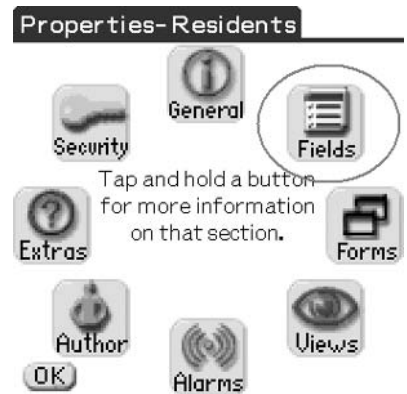 Properties-Residents
General
Security
Fields
Tap and hold a button
for more information
on that section.
Extras
Forms
Author
Views
Alarms
OK